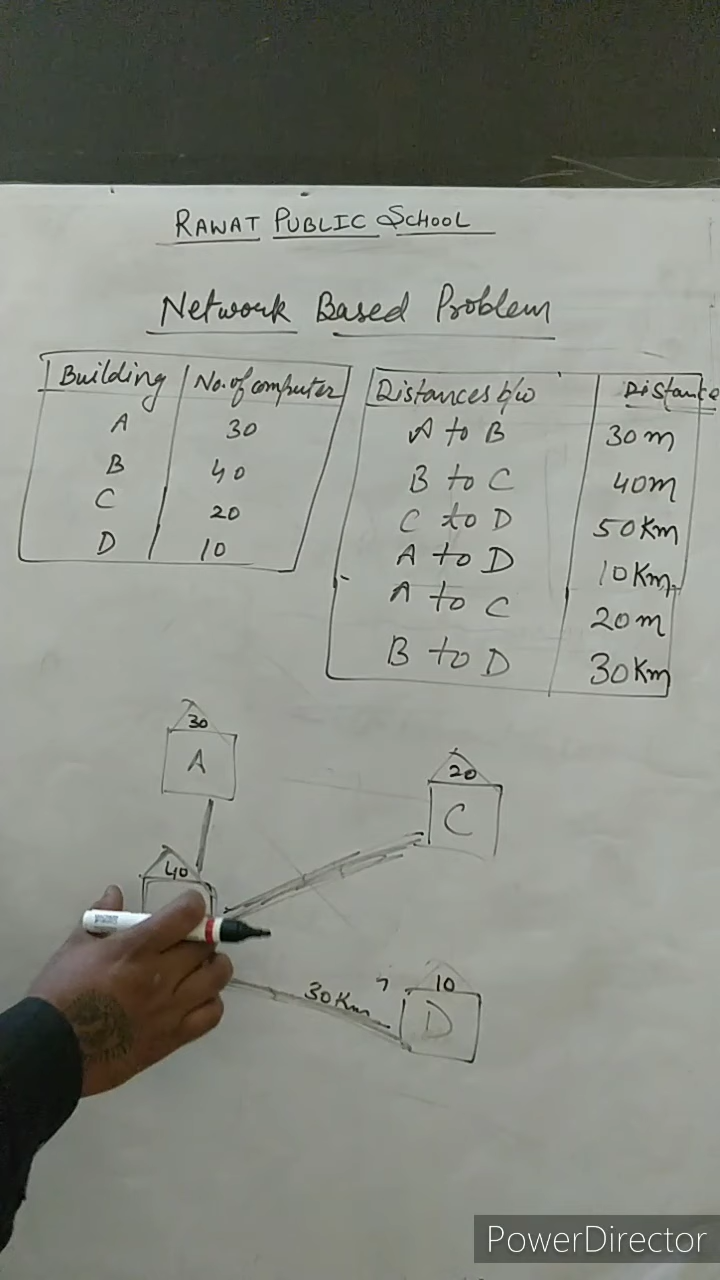 RAWAT PUBLIC SCHOOL
Network Based Problem
Building No. of computer
A 30
B 40
C 20
D 10
Distances b/w Distance
A to B 30m
B to C 40m
C to D 50Km
A to D 10Km
A to C 20m
B to D 30Km
30
A
20
C
40
30Km
10
D
PowerDirector